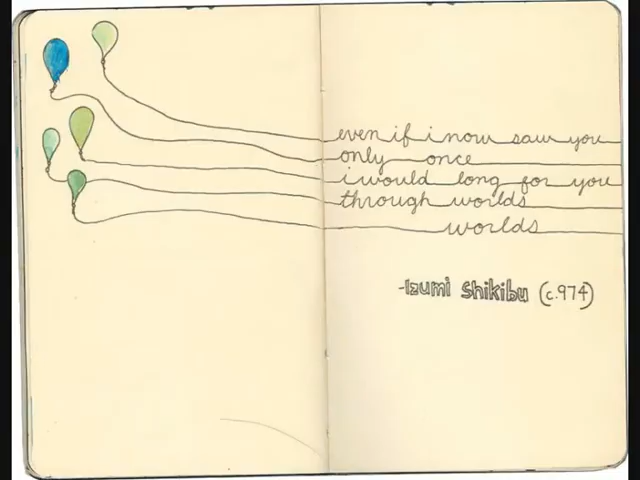 even if i now saw you
only once
i would long for you
through worlds
worlds
-Izumi Shikibu (c.974)